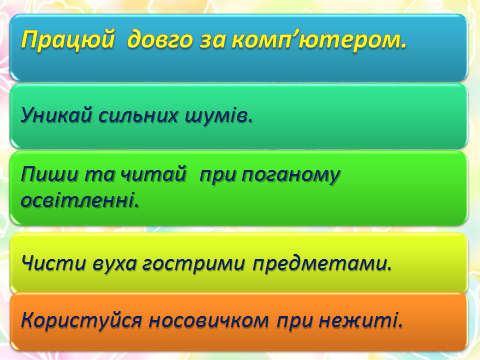 Працюй довго за комп’ютером.
Уникай сильних шумів.
Пиши та читай при поганому
освітленні.
Чисти вуха гострими предметами.
Користуйся носовичком при нежиті.